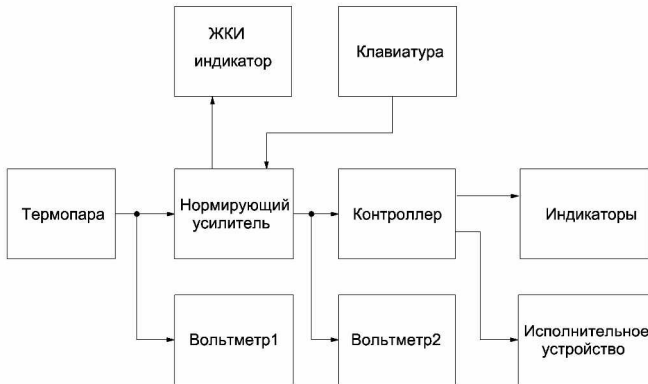 ЖКИ
индикатор
Клавиатура
Термопара
Нормирующий
усилитель
Контроллер
Индикаторы
Вольтметр1
Вольтметр2
Исполнительное
устройство